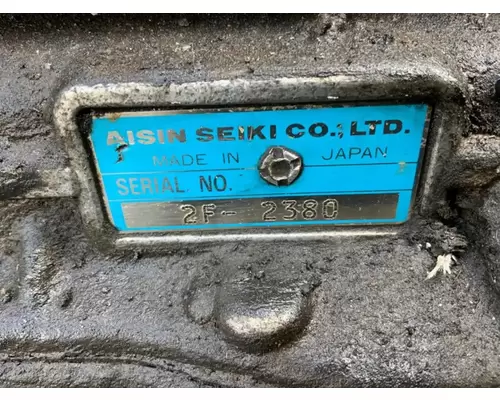 AISIN SEIKI CO., LTD.
MADE IN JAPAN
SERIAL NO.
2F- 2380